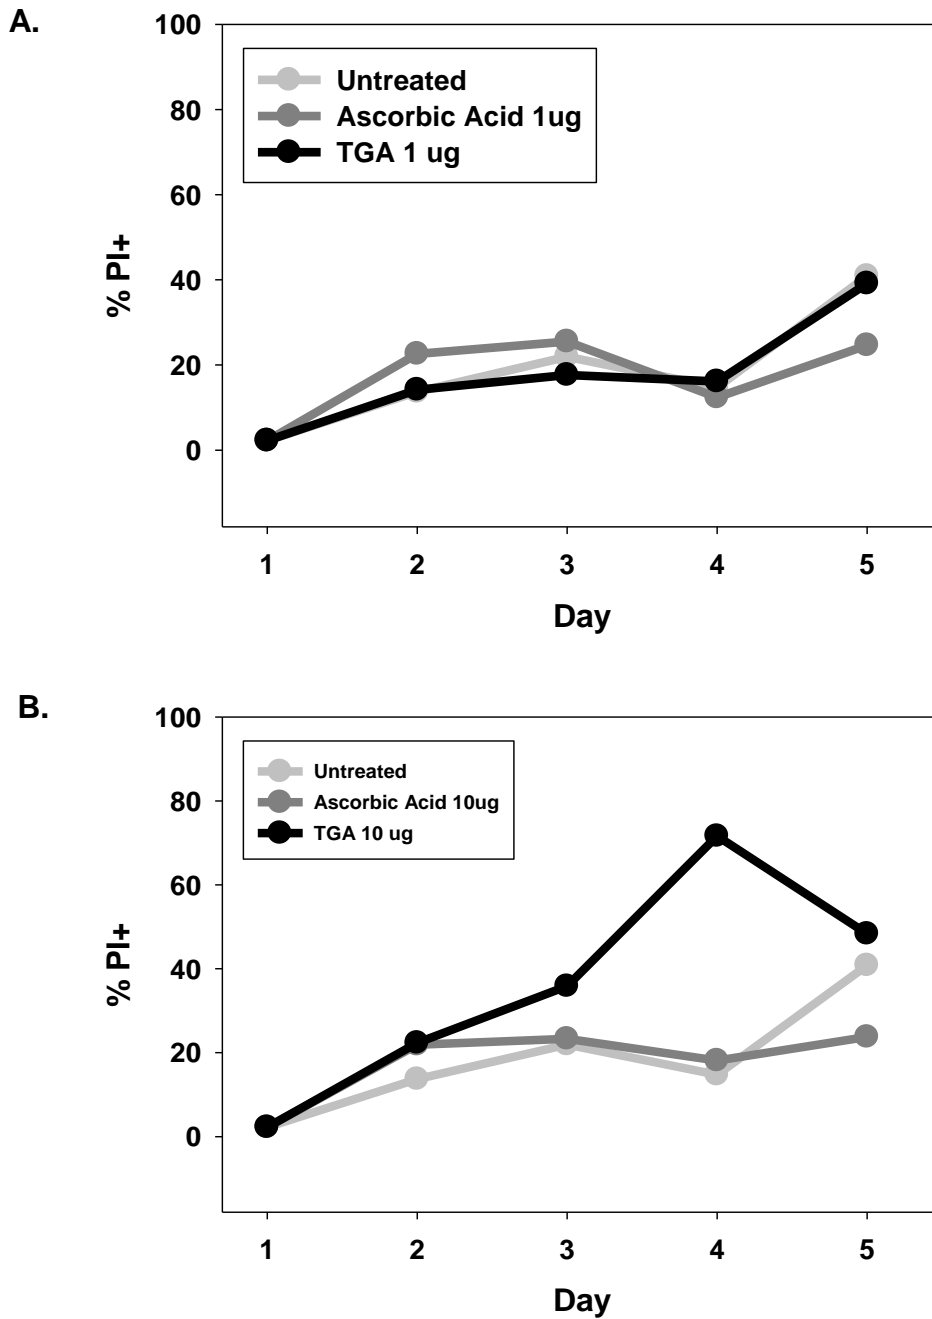 A.
100
80
60
40
20
0
% PI+
Untreated
Ascorbic Acid 1ug
TGA 1 ug
1 2 3 4 5
Day
B.
100
80
60
40
20
0
% PI+
Untreated
Ascorbic Acid 10ug
TGA 10 ug
1 2 3 4 5
Day